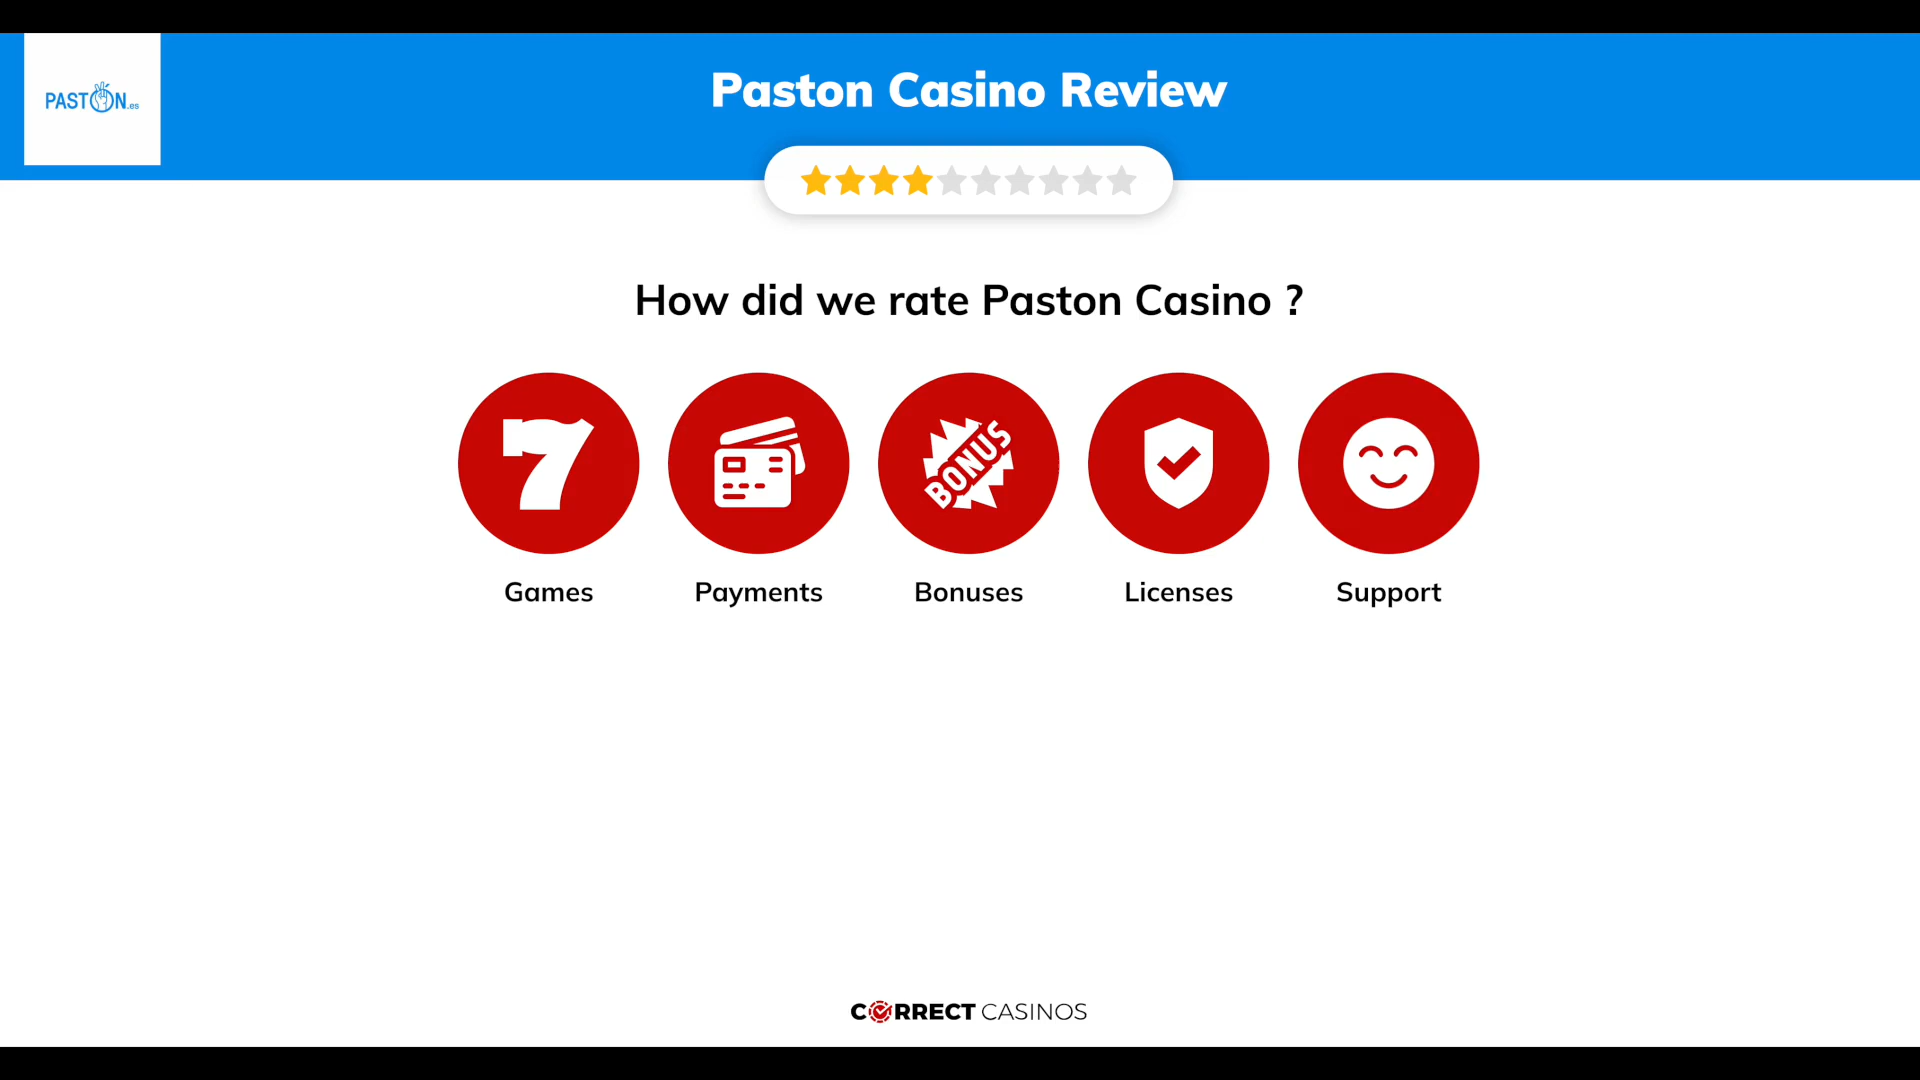 PASTON.es
Paston Casino Review
How did we rate Paston Casino ?
7
BONUS
Games
Payments
Bonuses
Licenses
Support
CORRECT CASINOS